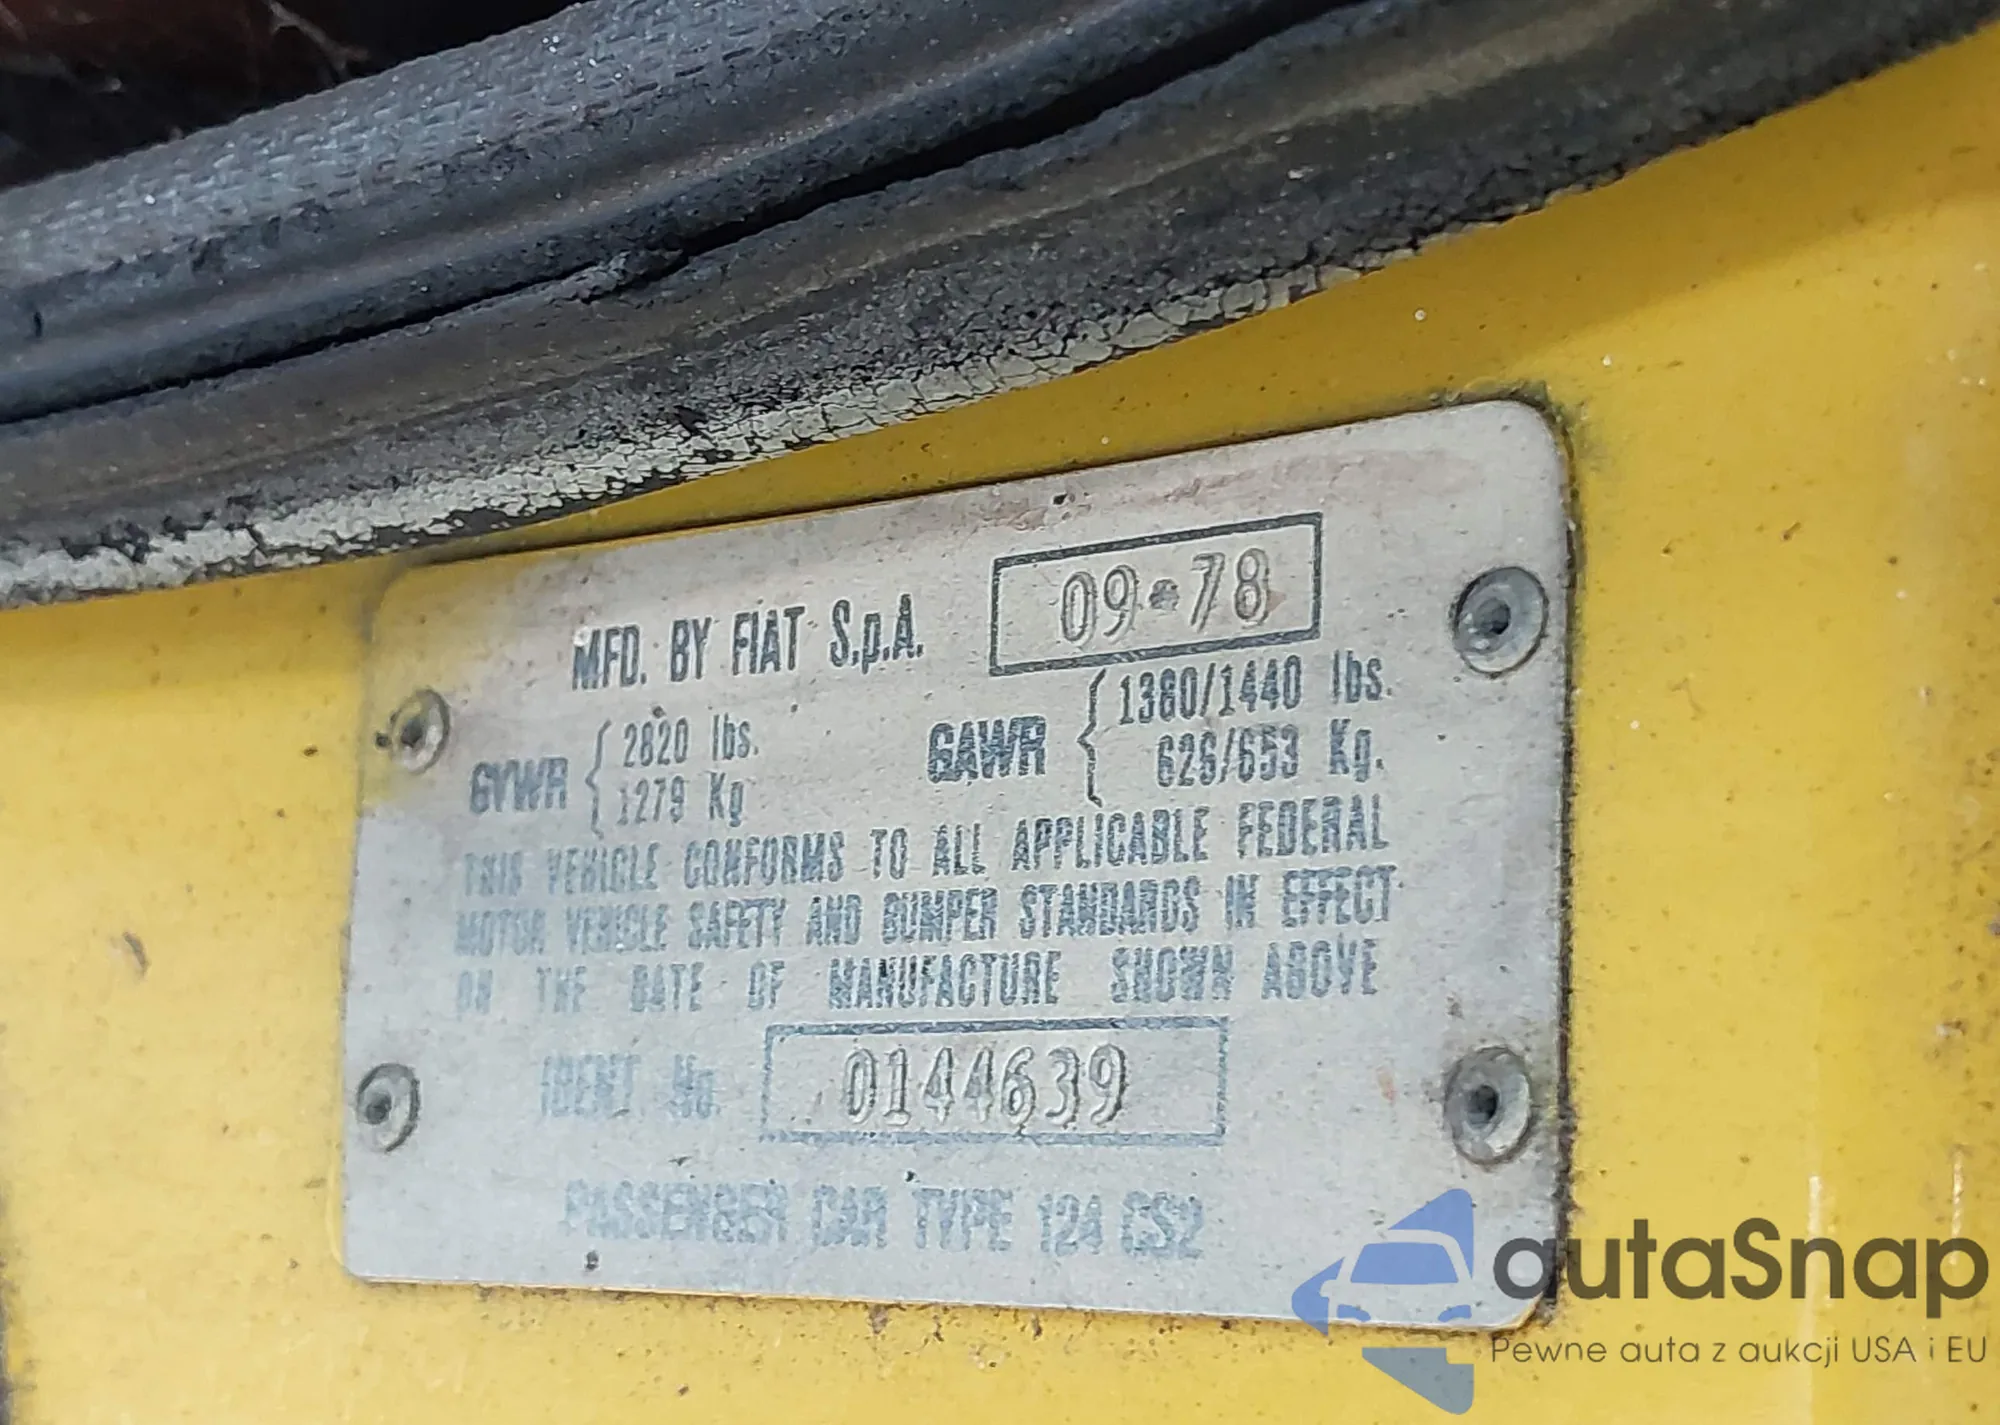 MFD. BY FIAT S.p.A. 09-78
GVWR { 2820 lbs. 1279 Kg GAWR { 1380/1440 lbs. 626/653 Kg.
THIS VEHICLE CONFORMS TO ALL APPLICABLE FEDERAL
MOTOR VEHICLE SAFETY AND BUMPER STANDARDS IN EFFECT
ON THE DATE OF MANUFACTURE SHOWN ABOVE
IDENT No. 0144639
PASSENGER CAR TYPE 124 CS2
autaSnap
Pewne auta z aukcji USA i EU